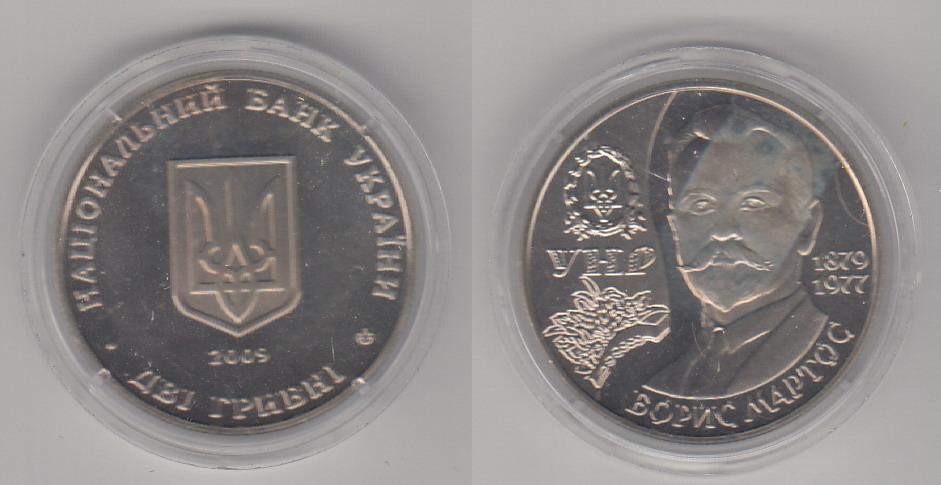 НАЦІОНАЛЬНИЙ БАНК УКРАЇНИ
2009
ДВІ ГРИВНІ
УНР
1879
1977
БОРИС МАРТОС